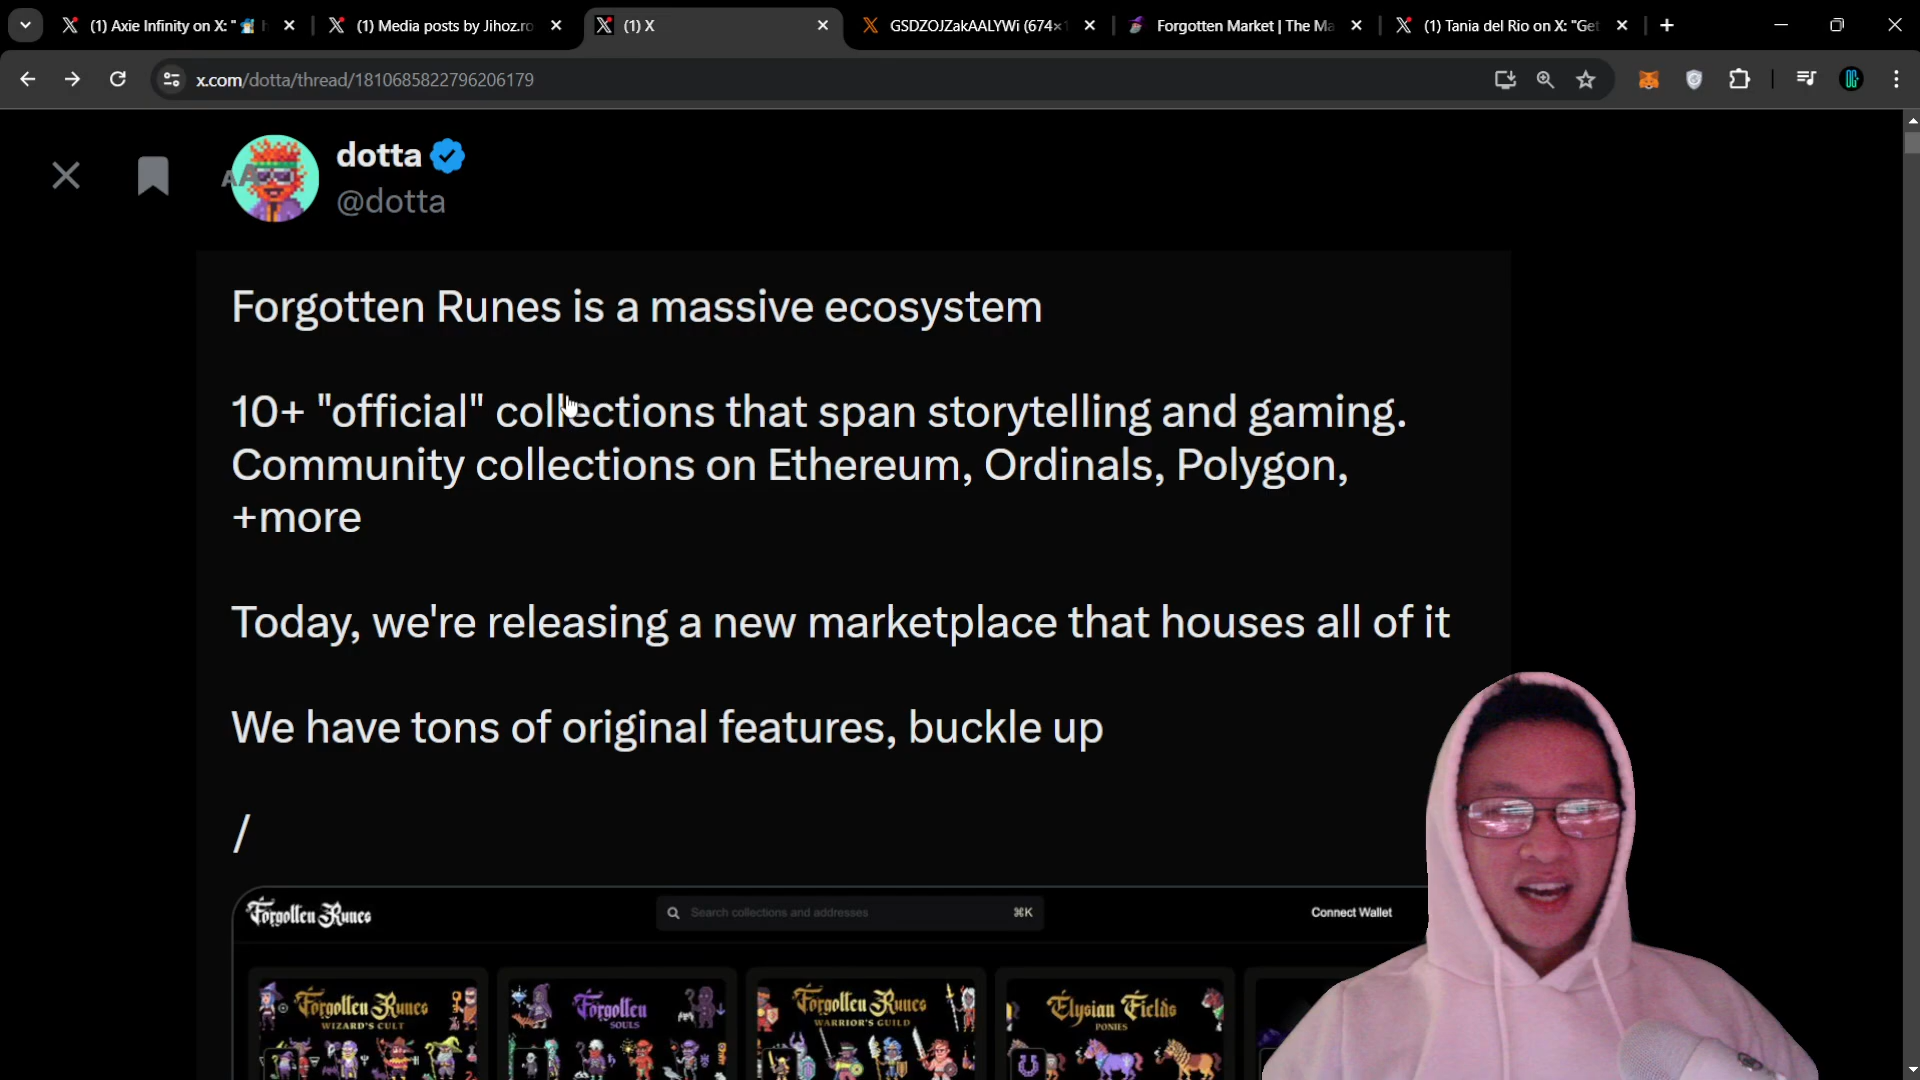 (1) Axie Infinity on X: "
(1) Media posts by Jihoz.ro
(1) X
GSDZOJZakAALYWi (674×1
Forgotten Market | The Ma
(1) Tania del Rio on X: "Get
x.com/dotta/thread/1810685822796206179
dotta
@dotta
AA
Forgotten Runes is a massive ecosystem
10+ "official" collections that span storytelling and gaming.
Community collections on Ethereum, Ordinals, Polygon,
+more
Today, we're releasing a new marketplace that houses all of it
We have tons of original features, buckle up
/
Forgotten Runes
Search collections and addresses
⌘K
Connect Wallet
Forgotten Runes
WIZARD'S CULT
Forgotten
SOULS
Forgotten Runes
WARRIOR'S GUILD
Elysian Fields
PONIES